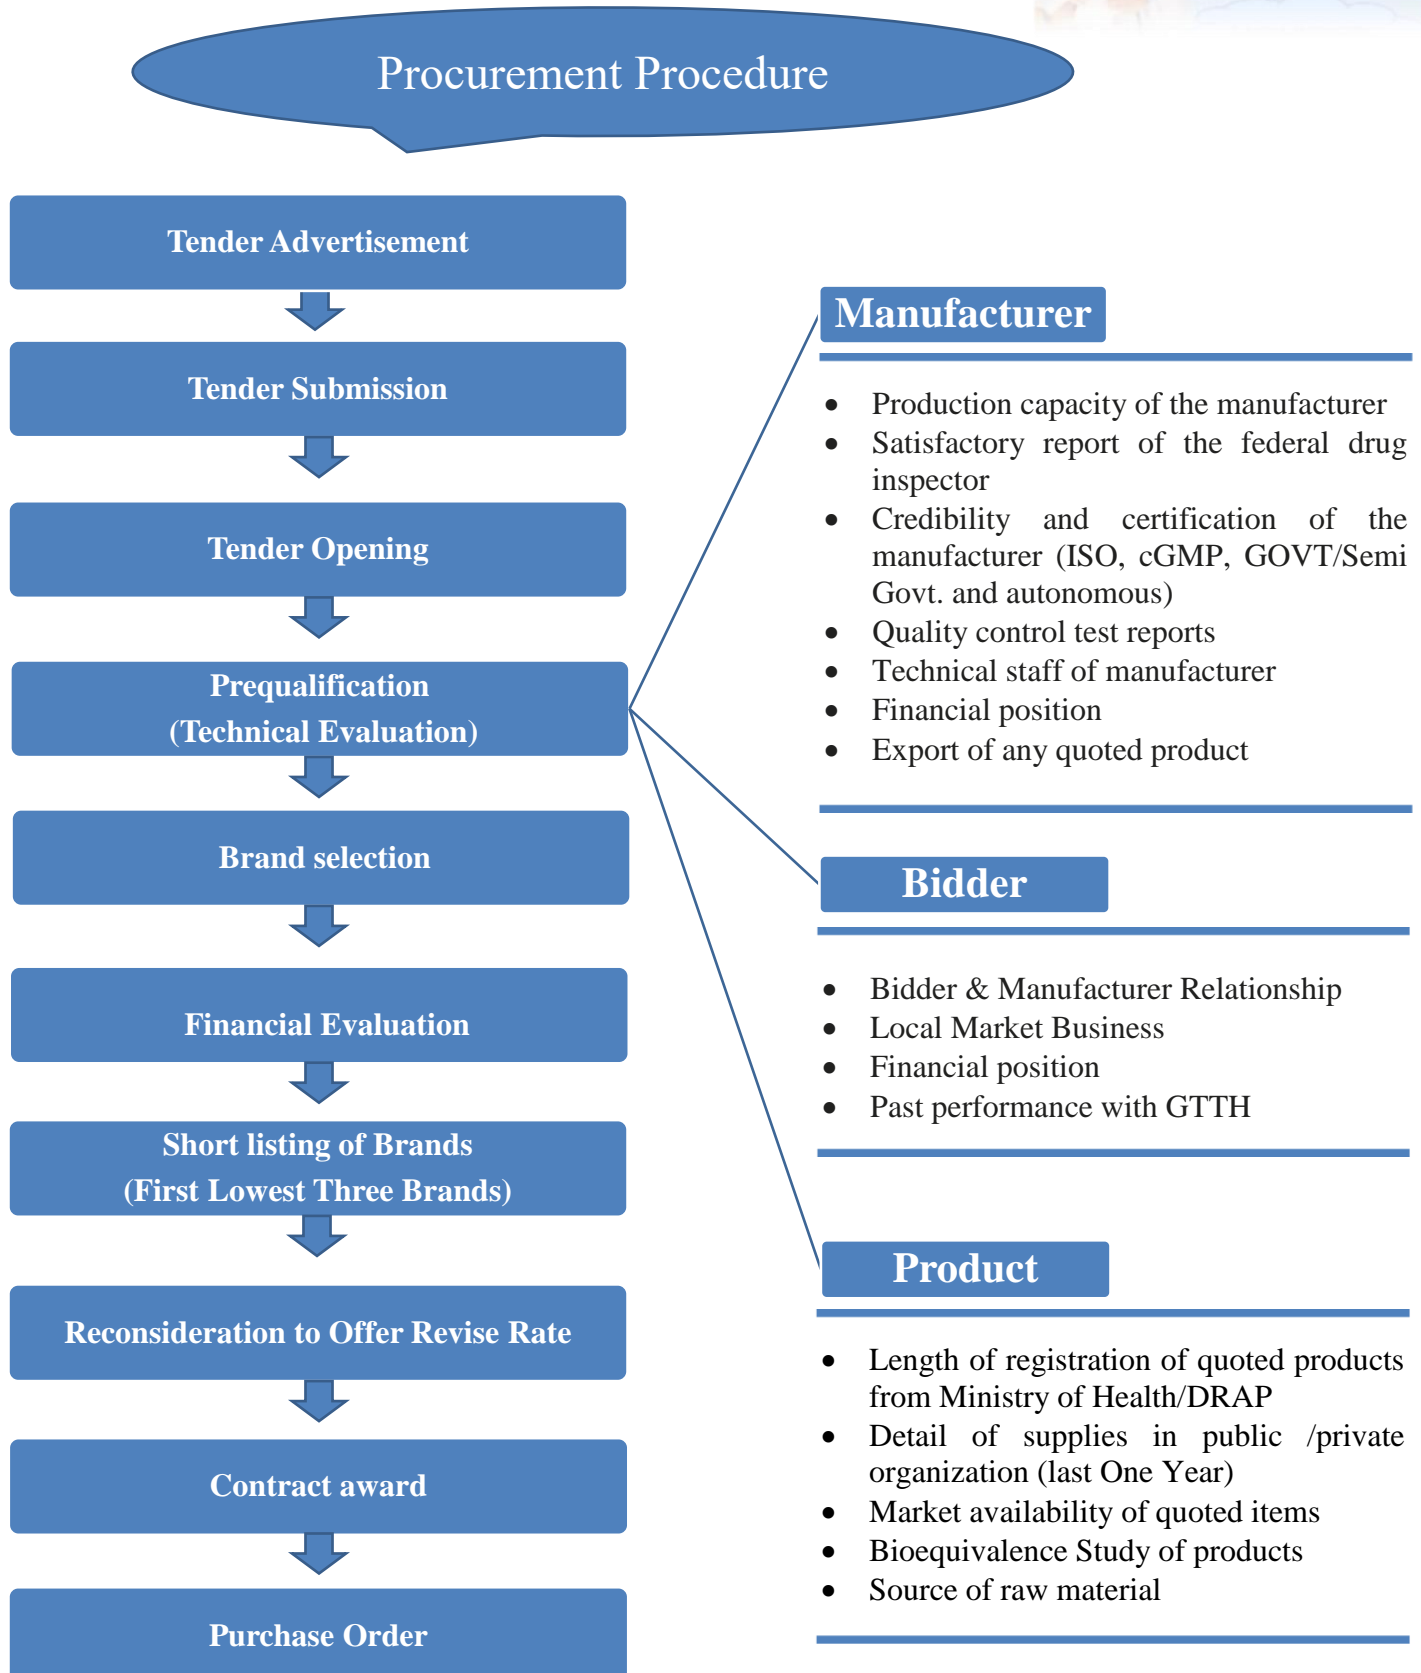 Procurement Procedure
Tender Advertisement
Tender Submission
Tender Opening
Prequalification
(Technical Evaluation)
Brand selection
Financial Evaluation
Short listing of Brands
(First Lowest Three Brands)
Reconsideration to Offer Revise Rate
Contract award
Purchase Order
Manufacturer
• Production capacity of the manufacturer
• Satisfactory report of the federal drug
inspector
• Credibility and certification of the
manufacturer (ISO, cGMP, GOVT/Semi
Govt. and autonomous)
• Quality control test reports
• Technical staff of manufacturer
• Financial position
• Export of any quoted product
Bidder
• Bidder & Manufacturer Relationship
• Local Market Business
• Financial position
• Past performance with GTTH
Product
• Length of registration of quoted products
from Ministry of Health/DRAP
• Detail of supplies in public /private
organization (last One Year)
• Market availability of quoted items
• Bioequivalence Study of products
• Source of raw material